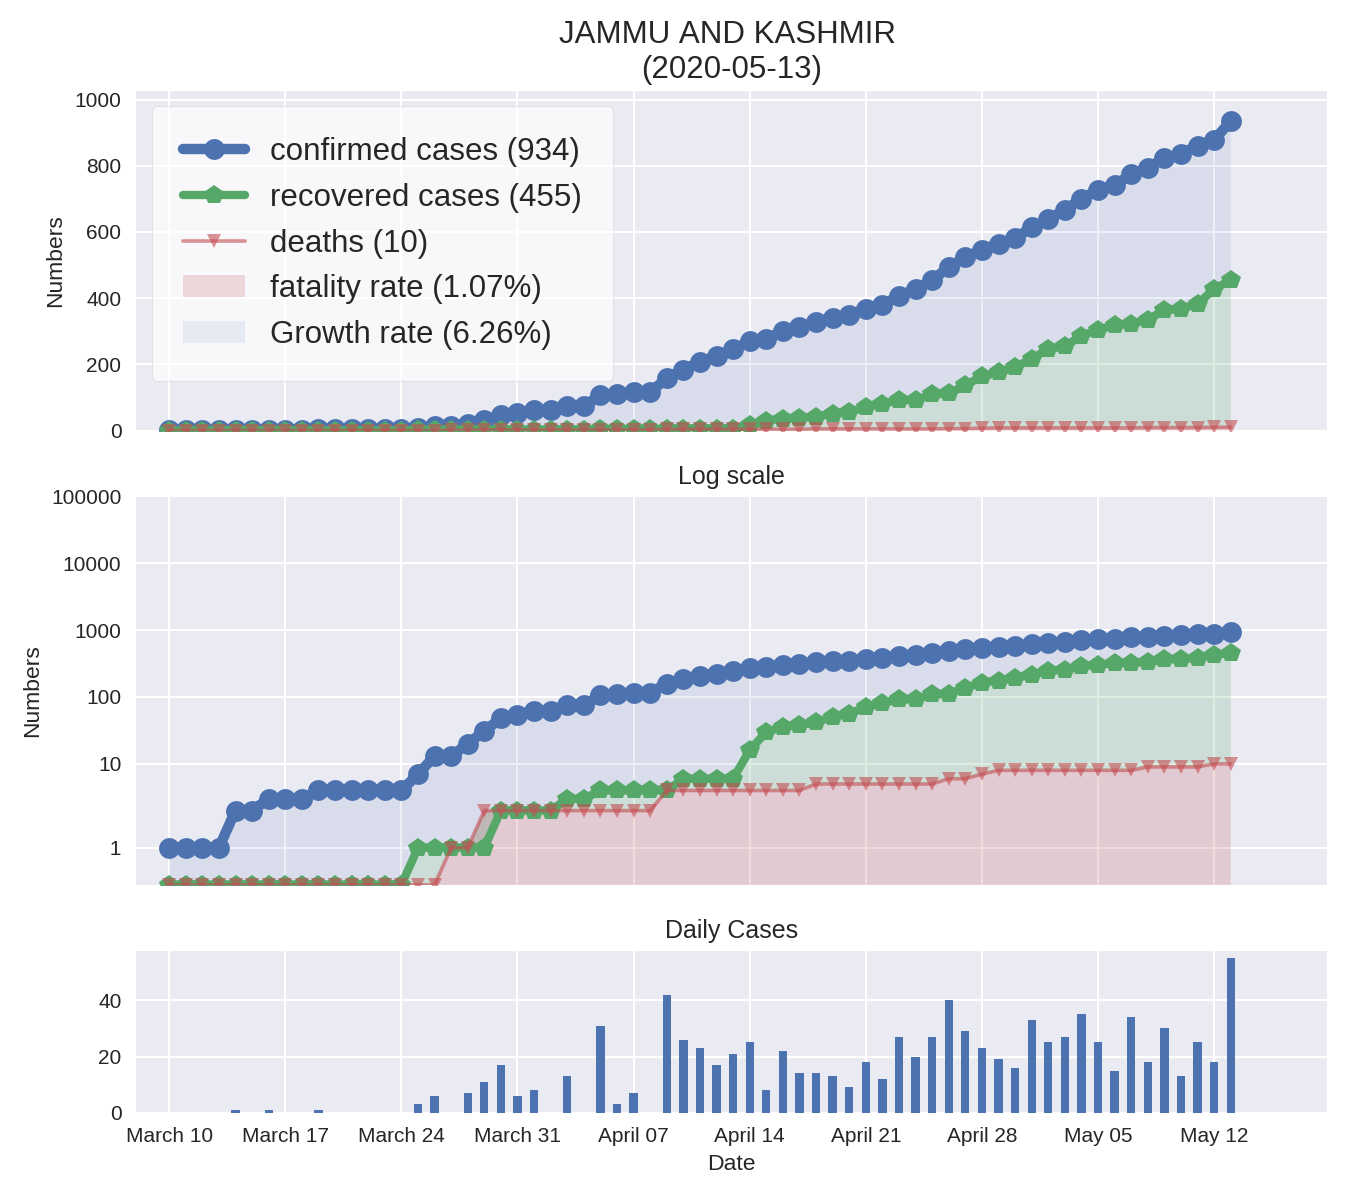 JAMMU AND KASHMIR
(2020-05-13)
1000
800
600
400
200
0
Numbers
confirmed cases (934)
recovered cases (455)
deaths (10)
fatality rate (1.07%)
Growth rate (6.26%)
Log scale
100000
10000
1000
100
10
1
Numbers
Daily Cases
40
20
0
March 10 March 17 March 24 March 31 April 07 April 14 April 21 April 28 May 05 May 12
Date